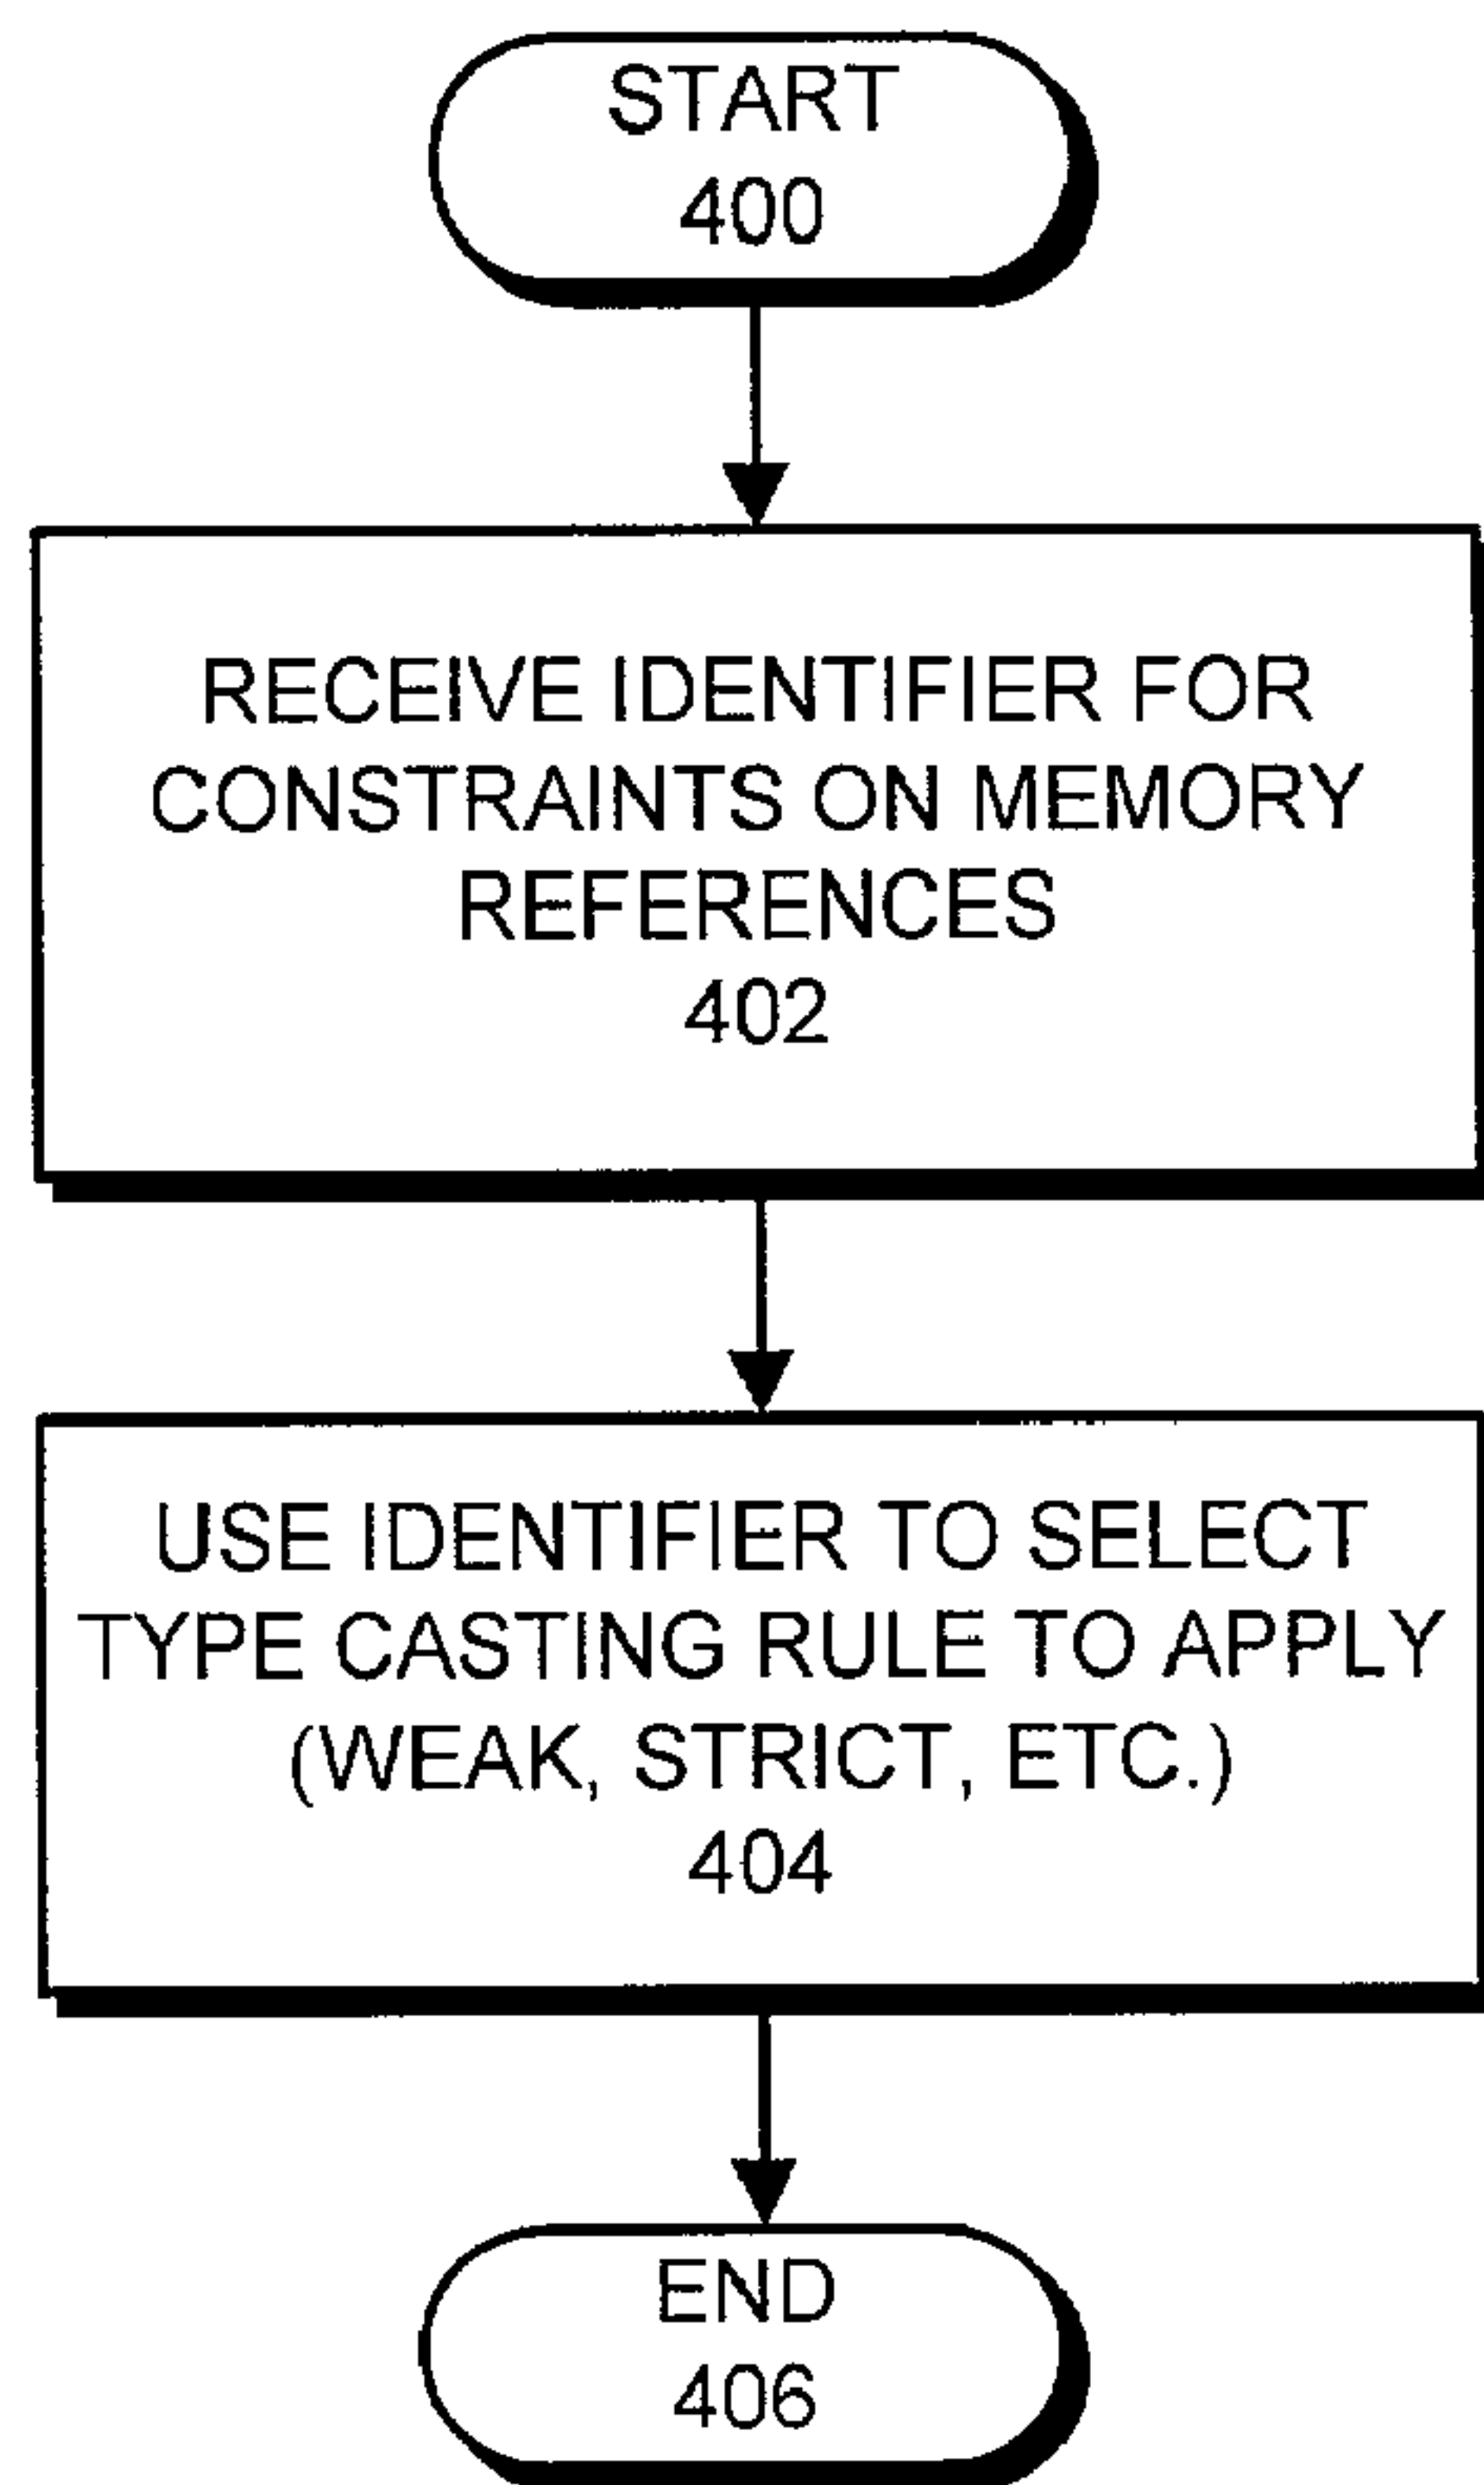 START
400
RECEIVE IDENTIFIER FOR
CONSTRAINTS ON MEMORY
REFERENCES
402
USE IDENTIFIER TO SELECT
TYPE CASTING RULE TO APPLY
(WEAK, STRICT, ETC.)
404
END
406